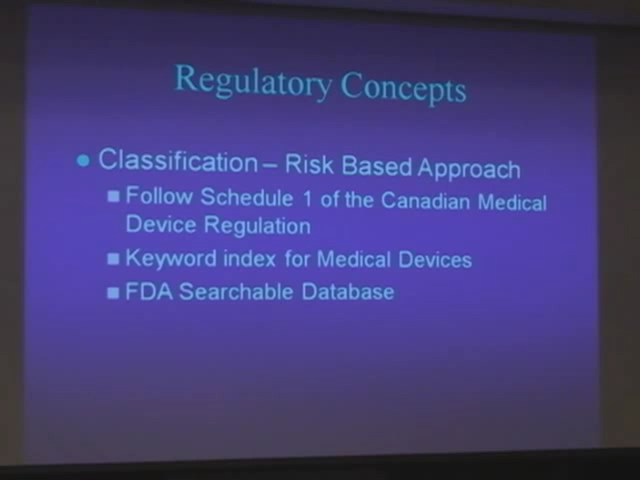 Regulatory Concepts
Classification – Risk Based Approach
Follow Schedule 1 of the Canadian Medical
Device Regulation
Keyword index for Medical Devices
FDA Searchable Database